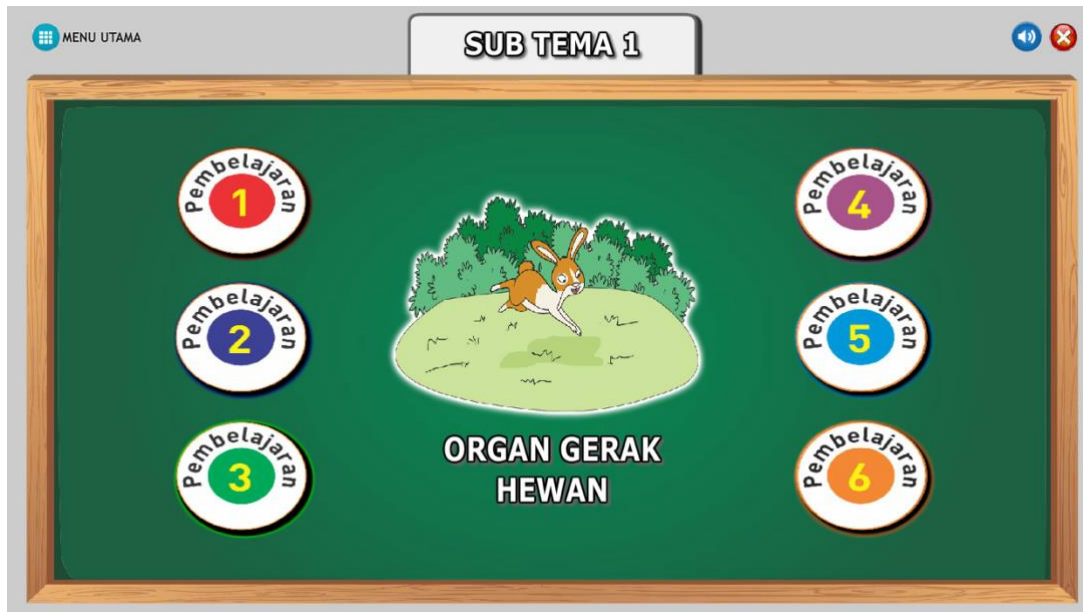 MENU UTAMA
SUB TEMA 1
Pembelajaran
1
Pembelajaran
2
Pembelajaran
3
ORGAN GERAK
HEWAN
Pembelajaran
4
Pembelajaran
5
Pembelajaran
6